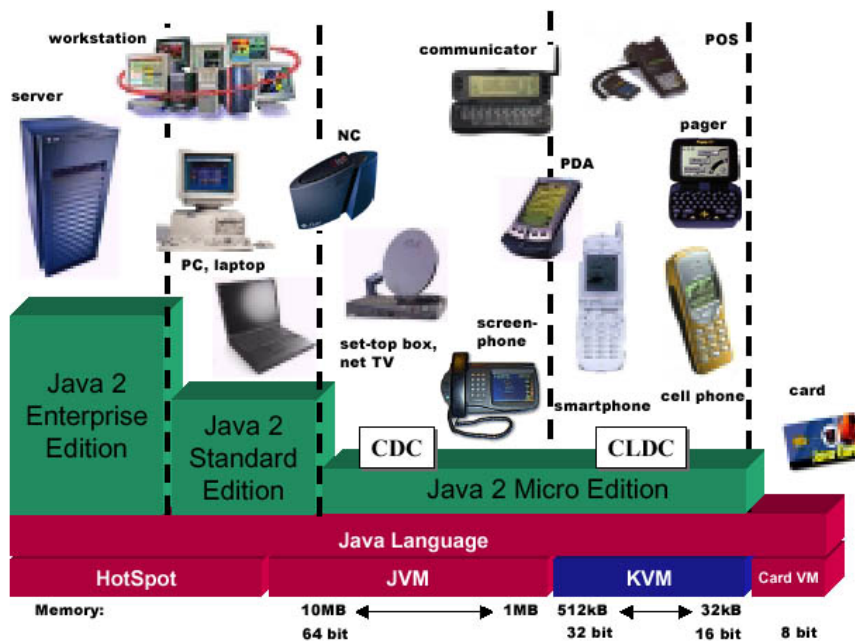 workstation
communicator
POS
server
NC
pager
PDA
PC, laptop
set-top box,
net TV
screen-
phone
smartphone
cell phone
card
Java 2
Enterprise
Edition
Java 2
Standard
Edition
CDC
CLDC
Java 2 Micro Edition
Java Language
HotSpot
JVM
KVM
Card VM
Memory:
10MB
1MB
512kB
32kB
64 bit
32 bit
16 bit
8 bit